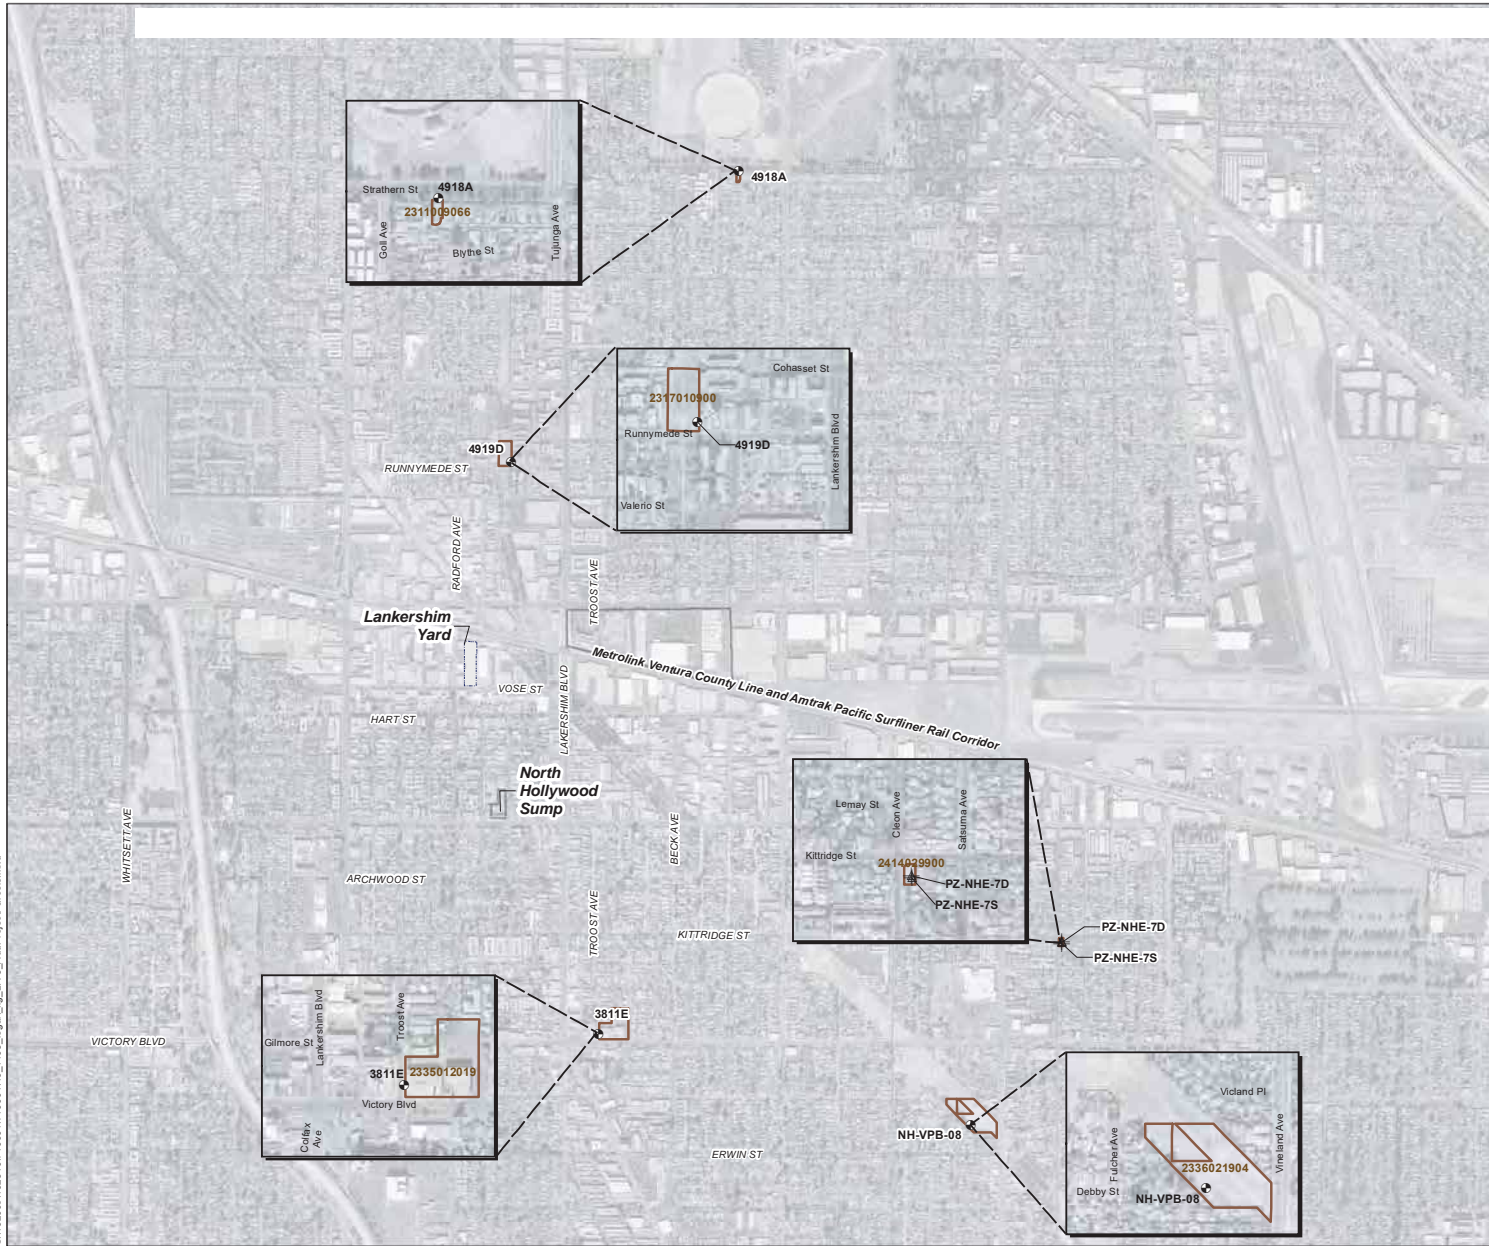 4918A
Strathern St
4918A
2311009066
Goll Ave
Blythe St
Tujunga Ave
Cohasset St
2317010900
Runnymede St
4919D
Lankershim Blvd
Valerio St
4919D
RUNNYMEDE ST
RADFORD AVE
TROOST AVE
Lankershim
Yard
Metrolink Ventura County Line and Amtrak Pacific Surfliner Rail Corridor
VOSE ST
LAKERSHIM BLVD
HART ST
North
Hollywood
Sump
WHITSETT AVE
BECK AVE
ARCHWOOD ST
TROOST AVE
KITTRIDGE ST
Lemay St
Cleon Ave
Satsuma Ave
Kittridge St
2414029900
PZ-NHE-7D
PZ-NHE-7S
PZ-NHE-7D
PZ-NHE-7S
3811E
VICTORY BLVD
Gilmore St
Lankershim Blvd
Troost Ave
3811E
2335012019
Victory Blvd
Colfax
Ave
NH-VPB-08
ERWIN ST
Vicland Pl
Fulcher Ave
Vineland Ave
2336021904
Debby St
NH-VPB-08